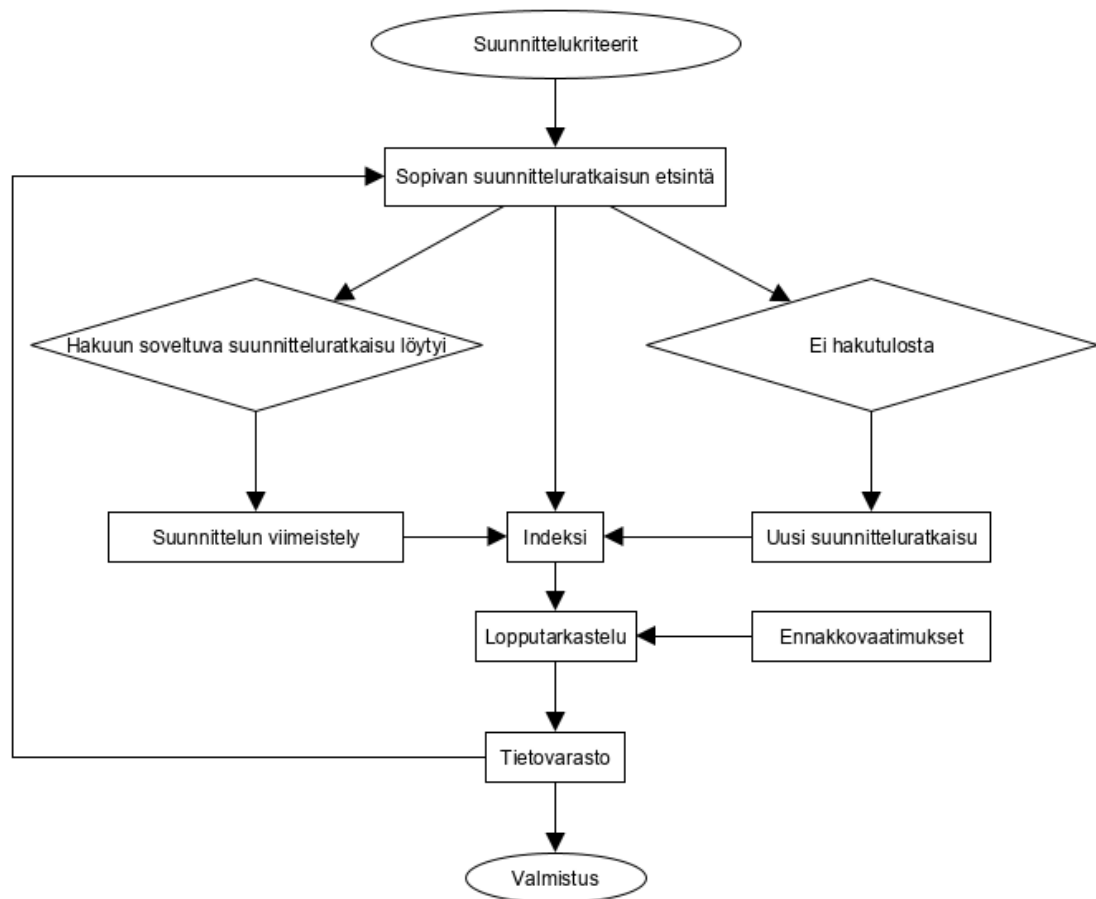 Suunnittelukriteerit
Sopivan suunnitteluratkaisun etsintä
Hakuun soveltuva suunnitteluratkaisu löytyi
Ei hakutulosta
Suunnittelun viimeistely
Indeksi
Uusi suunnitteluratkaisu
Lopputarkastelu
Ennakkovaatimukset
Tietovarasto
Valmistus